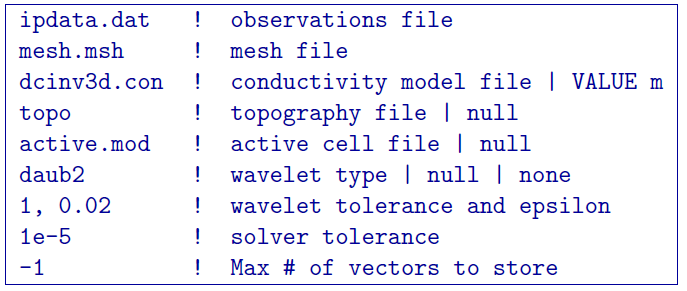 ipdata.dat ! observations file
mesh.msh ! mesh file
dcinv3d.con ! conductivity model file | VALUE m
topo ! topography file | null
active.mod ! active cell file | null
daub2 ! wavelet type | null | none
1, 0.02 ! wavelet tolerance and epsilon
1e-5 ! solver tolerance
-1 ! Max # of vectors to store